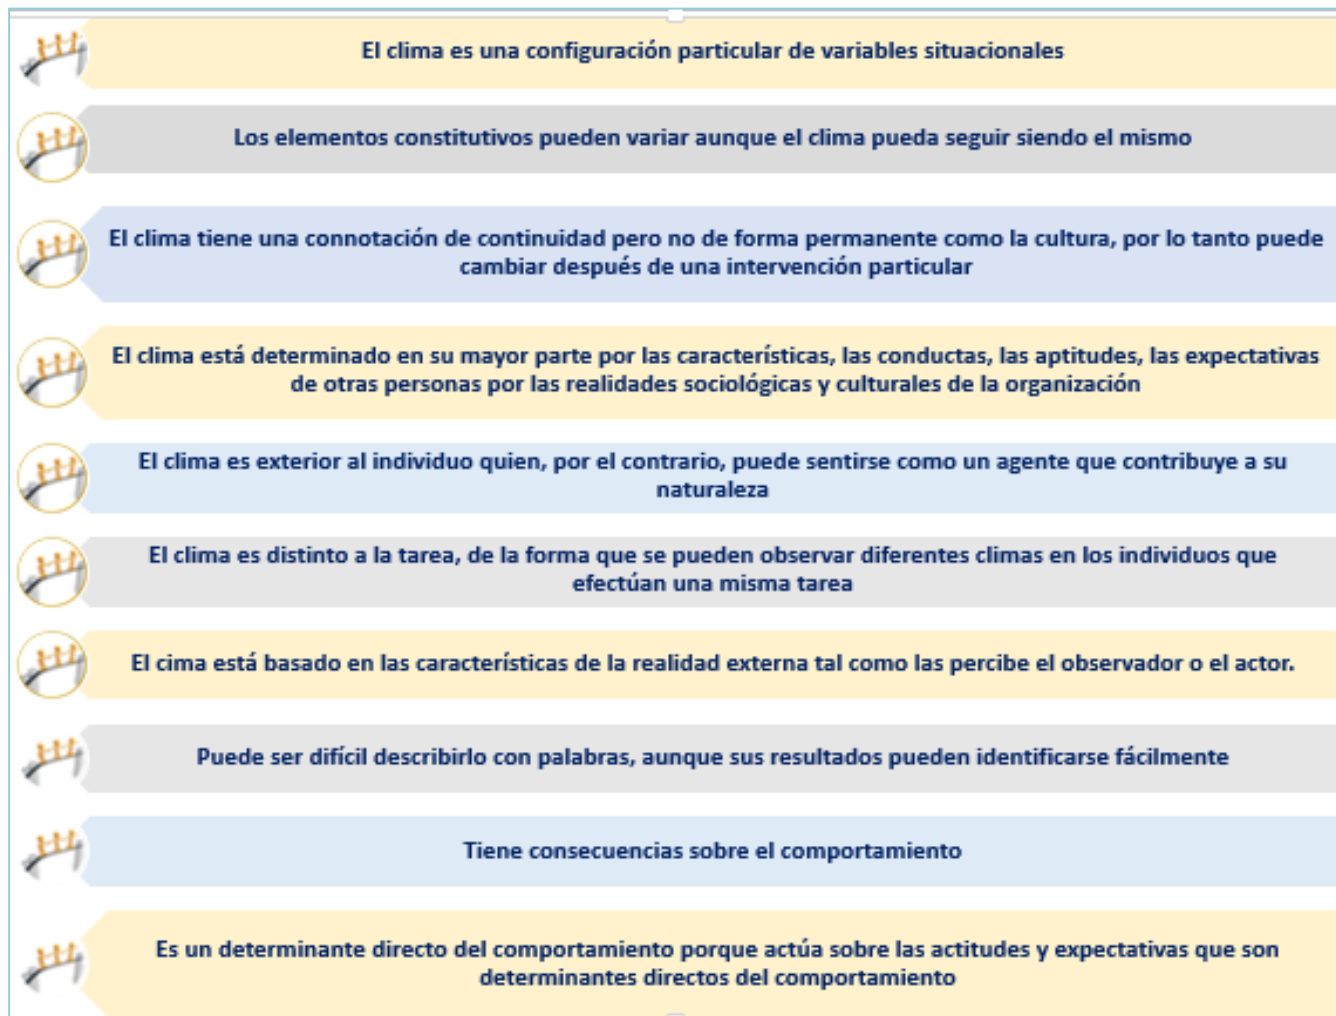 El clima es una configuración particular de variables situacionales
Los elementos constitutivos pueden variar aunque el clima pueda seguir siendo el mismo
El clima tiene una connotación de continuidad pero no de forma permanente como la cultura, por lo tanto puede
cambiar después de una intervención particular
El clima está determinado en su mayor parte por las características, las conductas, las aptitudes, las expectativas
de otras personas por las realidades sociológicas y culturales de la organización
El clima es exterior al individuo quien, por el contrario, puede sentirse como un agente que contribuye a su
naturaleza
El clima es distinto a la tarea, de la forma que se pueden observar diferentes climas en los individuos que
efectúan una misma tarea
El cima está basado en las características de la realidad externa tal como las percibe el observador o el actor.
Puede ser difícil describirlo con palabras, aunque sus resultados pueden identificarse fácilmente
Tiene consecuencias sobre el comportamiento
Es un determinante directo del comportamiento porque actúa sobre las actitudes y expectativas que son
determinantes directos del comportamiento